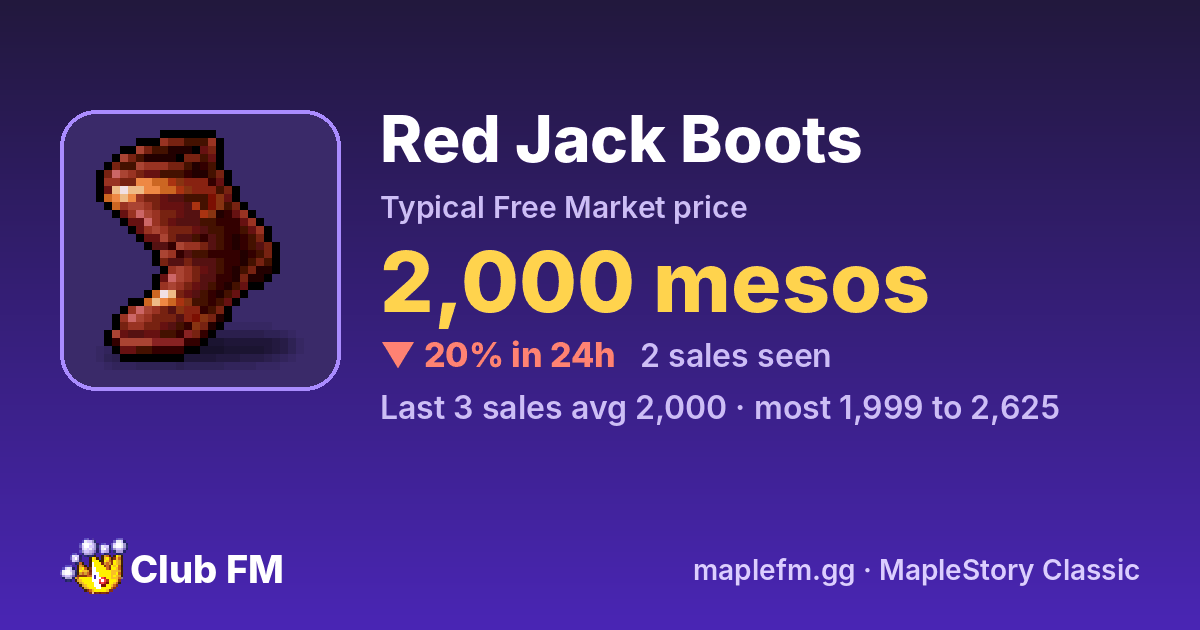 Red Jack Boots
Typical Free Market price
2,000 mesos
▼ 20% in 24h 2 sales seen
Last 3 sales avg 2,000 · most 1,999 to 2,625
Club FM
maplefm.gg · MapleStory Classic